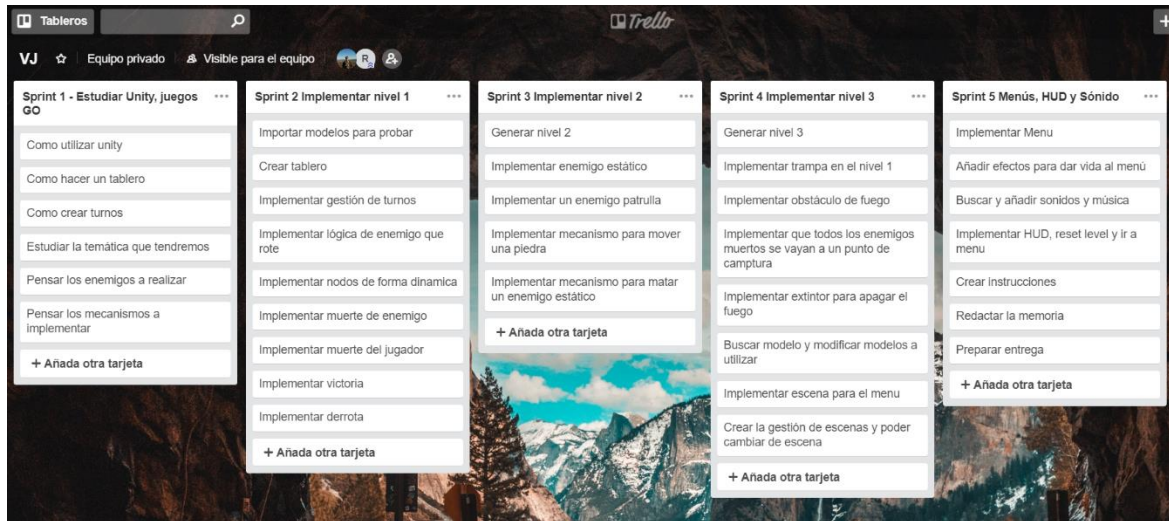 Tableros
Trello
+
VJ
Equipo privado
Visible para el equipo
R
Sprint 1 - Estudiar Unity, juegos
GO
Como utilizar unity
Como hacer un tablero
Como crear turnos
Estudiar la temática que tendremos
Pensar los enemigos a realizar
Pensar los mecanismos a
implementar
+ Añada otra tarjeta
Sprint 2 Implementar nivel 1
Importar modelos para probar
Crear tablero
Implementar gestión de turnos
Implementar lógica de enemigo que
rote
Implementar nodos de forma dinamica
Implementar muerte de enemigo
Implementar muerte del jugador
Implementar victoria
Implementar derrota
+ Añada otra tarjeta
Sprint 3 Implementar nivel 2
Generar nivel 2
Implementar enemigo estático
Implementar un enemigo patrulla
Implementar mecanismo para mover
una piedra
Implementar mecanismo para matar
un enemigo estático
+ Añada otra tarjeta
Sprint 4 Implementar nivel 3
Generar nivel 3
Implementar trampa en el nivel 1
Implementar obstáculo de fuego
Implementar que todos los enemigos
muertos se vayan a un punto de
camptura
Implementar extintor para apagar el
fuego
Buscar modelo y modificar modelos a
utilizar
Implementar escena para el menu
Crear la gestión de escenas y poder
cambiar de escena
+ Añada otra tarjeta
Sprint 5 Menús, HUD y Sónido
Implementar Menu
Añadir efectos para dar vida al menú
Buscar y añadir sonidos y música
Implementar HUD, reset level y ir a
menu
Crear instrucciones
Redactar la memoria
Preparar entrega
+ Añada otra tarjeta